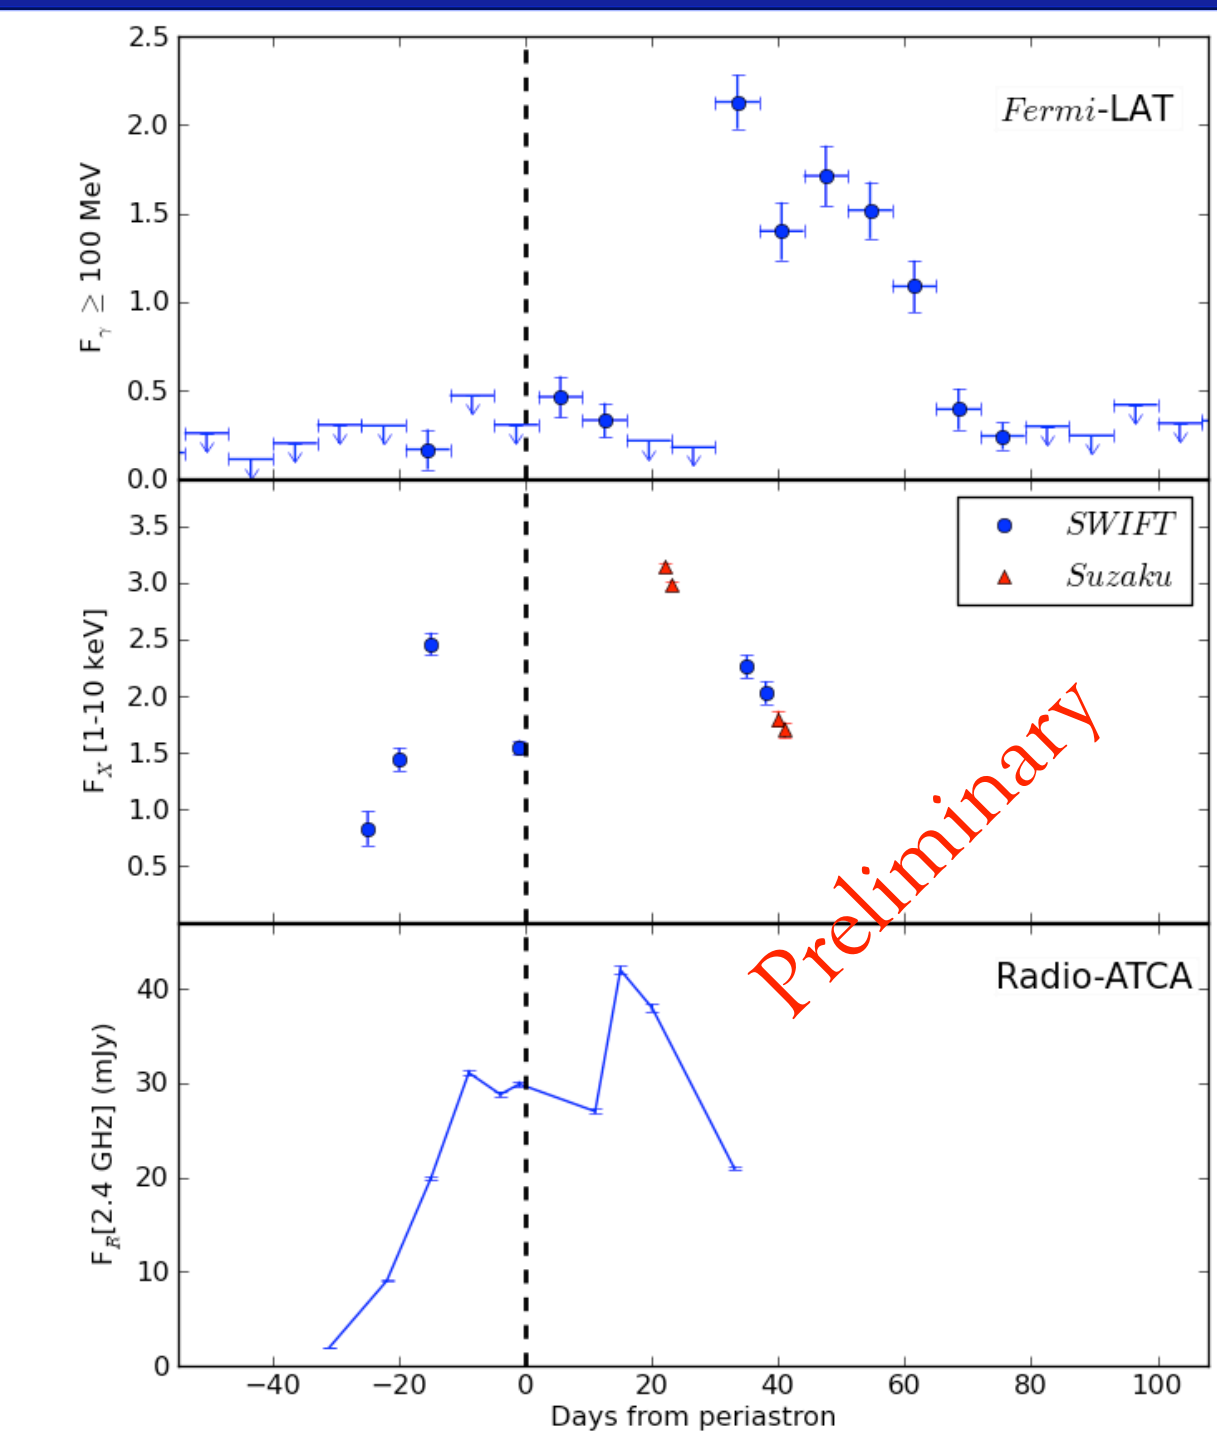 2.5
2.0
1.5
1.0
0.5
0.0
F_γ ≥ 100 MeV
Fermi-LAT
3.5
3.0
2.5
2.0
1.5
1.0
0.5
F_X [1-10 keV]
SWIFT
Suzaku
Preliminary
40
30
20
10
0
F_R[2.4 GHz] (mJy)
Radio-ATCA
−40 −20 0 20 40 60 80 100
Days from periastron